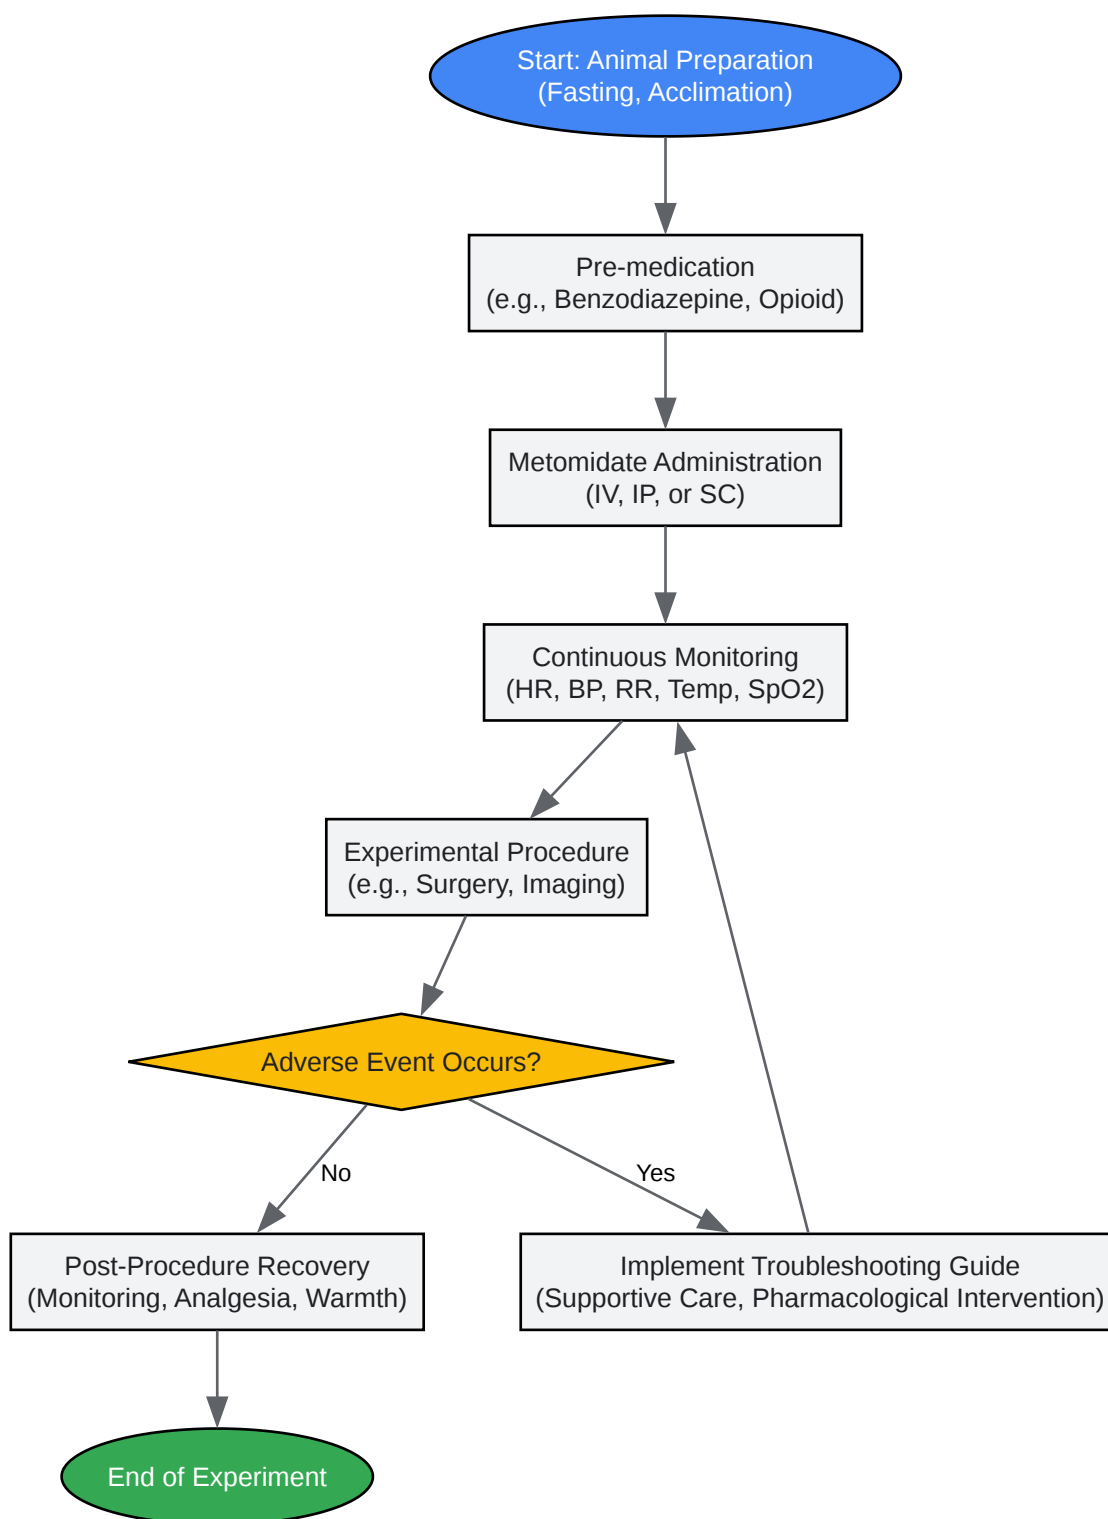 Start: Animal Preparation
(Fasting, Acclimation)
Pre-medication
(e.g., Benzodiazepine, Opioid)
Metomidate Administration
(IV, IP, or SC)
Continuous Monitoring
(HR, BP, RR, Temp, SpO2)
Experimental Procedure
(e.g., Surgery, Imaging)
Adverse Event Occurs?
No
Yes
Post-Procedure Recovery
(Monitoring, Analgesia, Warmth)
Implement Troubleshooting Guide
(Supportive Care, Pharmacological Intervention)
End of Experiment